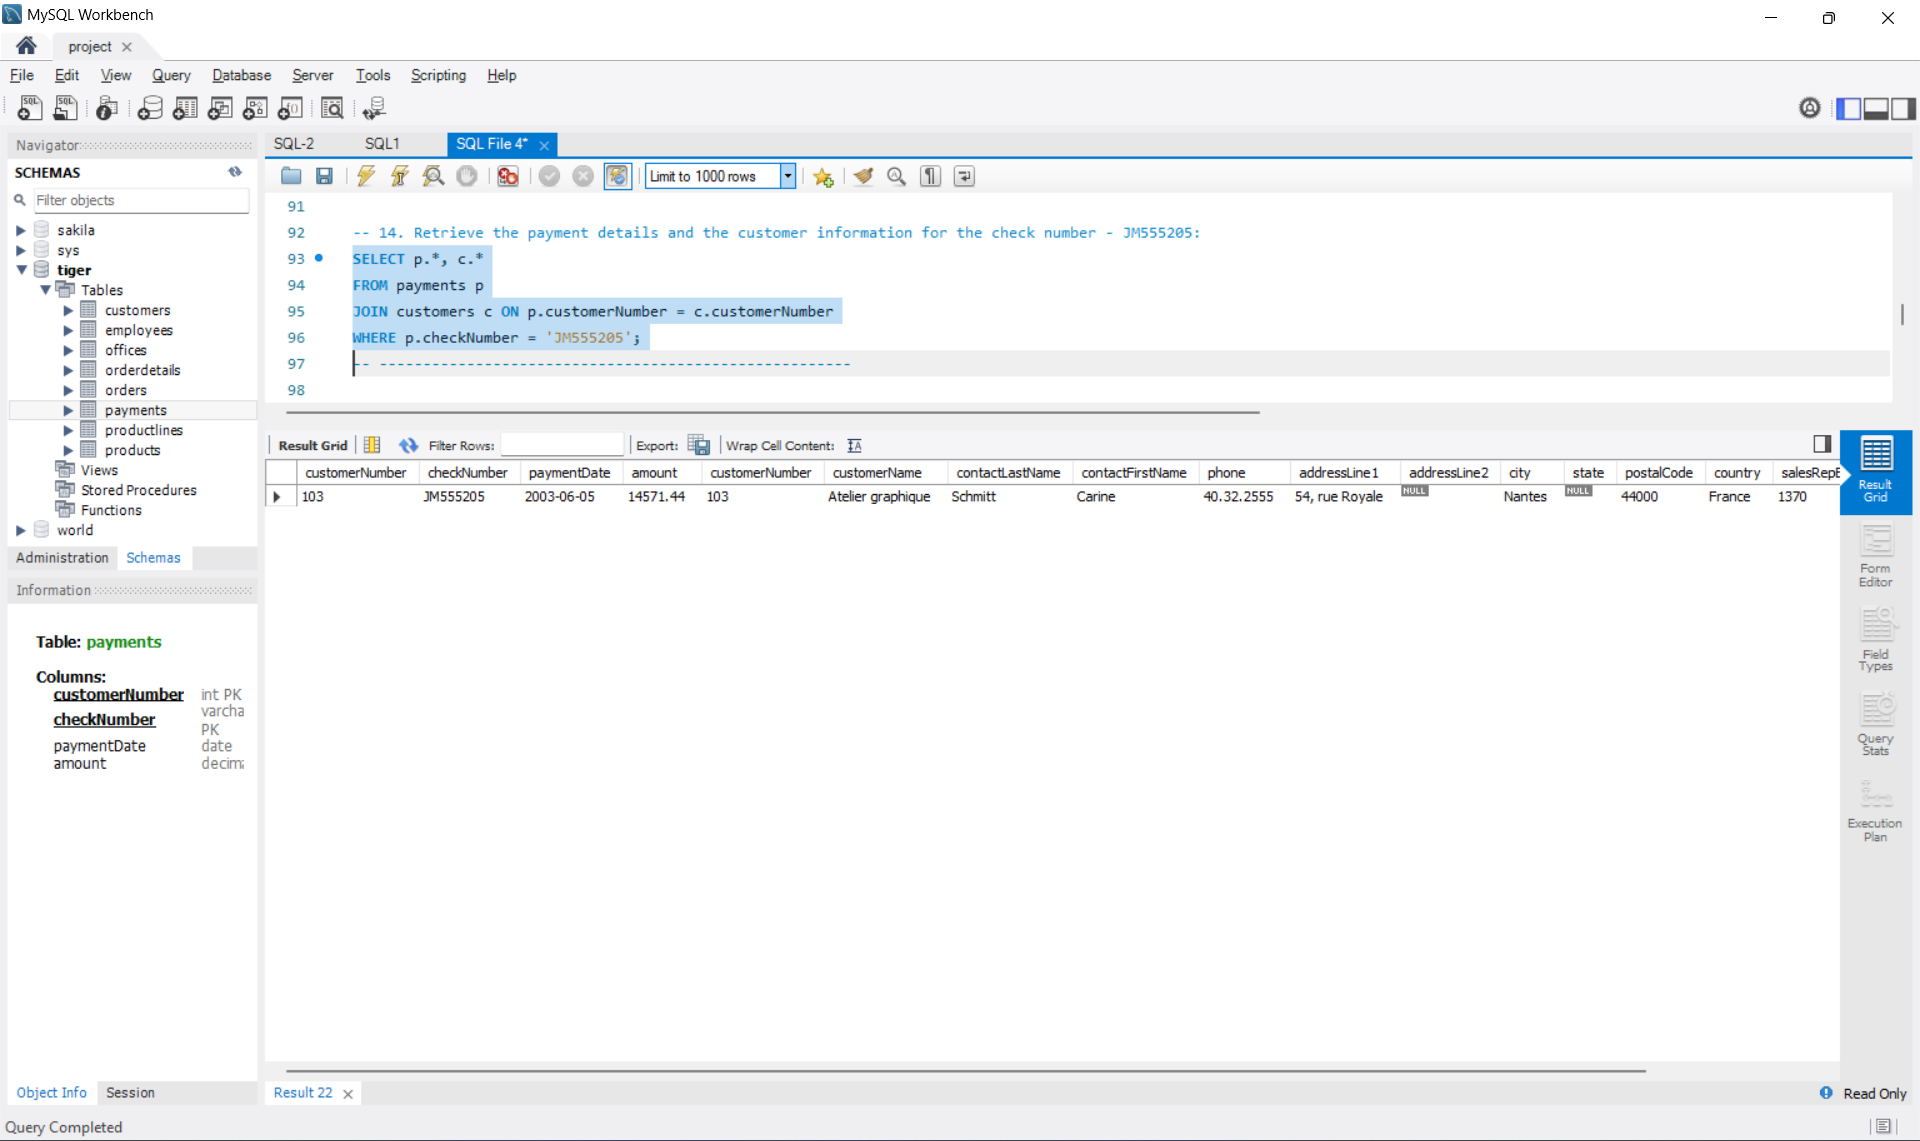 MySQL Workbench
project
File Edit View Query Database Server Tools Scripting Help
Navigator
SCHEMAS
Filter objects
sakila
sys
tiger
Tables
customers
employees
offices
orderdetails
orders
payments
productlines
products
Views
Stored Procedures
Functions
world
Administration Schemas
Information
Table: payments
Columns:
customerNumber int PK
checkNumber varcha PK
paymentDate date
amount decim
Object Info Session
SQL-2 SQL1 SQL File 4*
Limit to 1000 rows
91
92 -- 14. Retrieve the payment details and the customer information for the check number - JM555205:
93 SELECT p.*, c.*
94 FROM payments p
95 JOIN customers c ON p.customerNumber = c.customerNumber
96 WHERE p.checkNumber = 'JM555205';
97 -- ------------------------------------------------------
98
Result Grid Filter Rows: Export: Wrap Cell Content:
customerNumber checkNumber paymentDate amount customerNumber customerName contactLastName contactFirstName phone addressLine1 addressLine2 city state postalCode country salesRepE
103 JM555205 2003-06-05 14571.44 103 Atelier graphique Schmitt Carine 40.32.2555 54, rue Royale NULL Nantes NULL 44000 France 1370
Result Grid
Form Editor
Field Types
Query Stats
Execution Plan
Result 22
Read Only
Query Completed